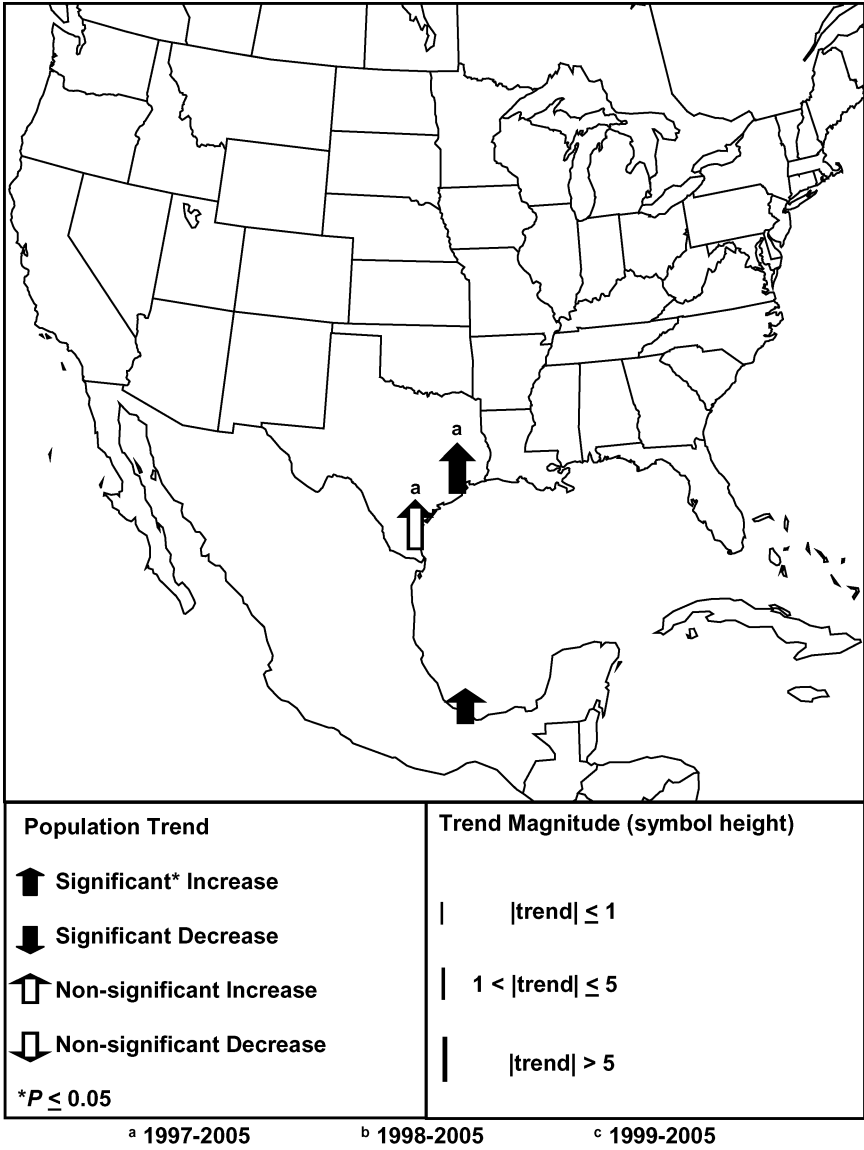 a
a
Population Trend
Significant* Increase
Significant Decrease
Non-significant Increase
Non-significant Decrease
*P ≤ 0.05
Trend Magnitude (symbol height)
|trend| ≤ 1
1 < |trend| ≤ 5
|trend| > 5
a 1997-2005 b 1998-2005 c 1999-2005